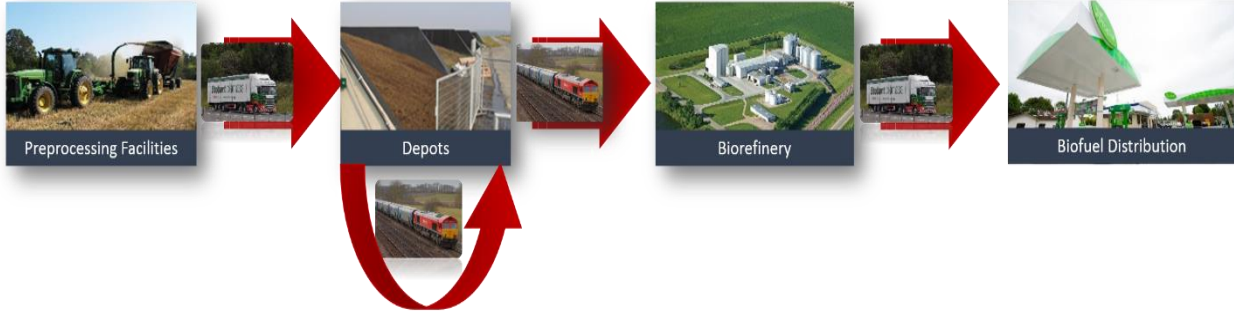 Preprocessing Facilities
Depots
Biorefinery
Biofuel Distribution